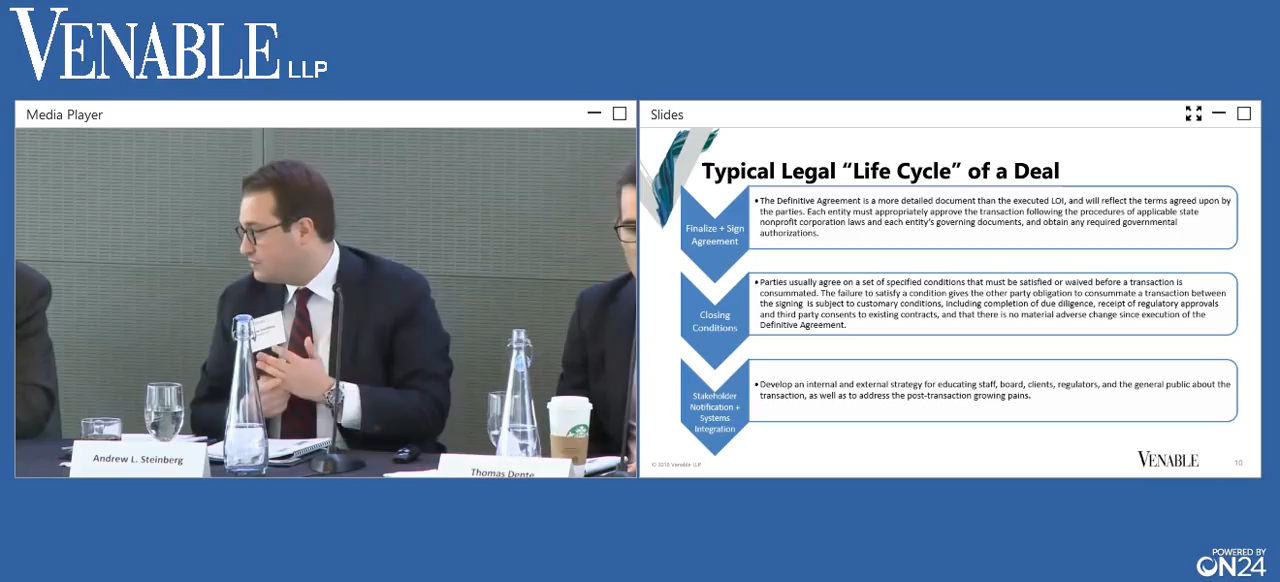 VENABLE LLP
Media Player
Slides
Typical Legal “Life Cycle” of a Deal
Finalize + Sign
Agreement
•The Definitive Agreement is a more detailed document than the executed LOI, and will reflect the terms agreed upon by
the parties. Each entity must appropriately approve the transaction following the procedures of applicable state
nonprofit corporation laws and each entity’s governing documents, and obtain any required governmental
authorizations.
Closing
Conditions
•Parties usually agree on a set of specified conditions that must be satisfied or waived before a transaction is
consummated. The failure to satisfy a condition gives the other party obligation to consummate a transaction between
the signing is subject to customary conditions, including completion of due diligence, receipt of regulatory approvals
and third party consents to existing contracts, and that there is no material adverse change since execution of the
Definitive Agreement.
Stakeholder
Notification +
Systems
Integration
•Develop an internal and external strategy for educating staff, board, clients, regulators, and the general public about the
transaction, as well as to address the post-transaction growing pains.
Andrew L. Steinberg
Thomas Dente
© 2018 Venable LLP
VENABLE
10
POWERED BY
ON24